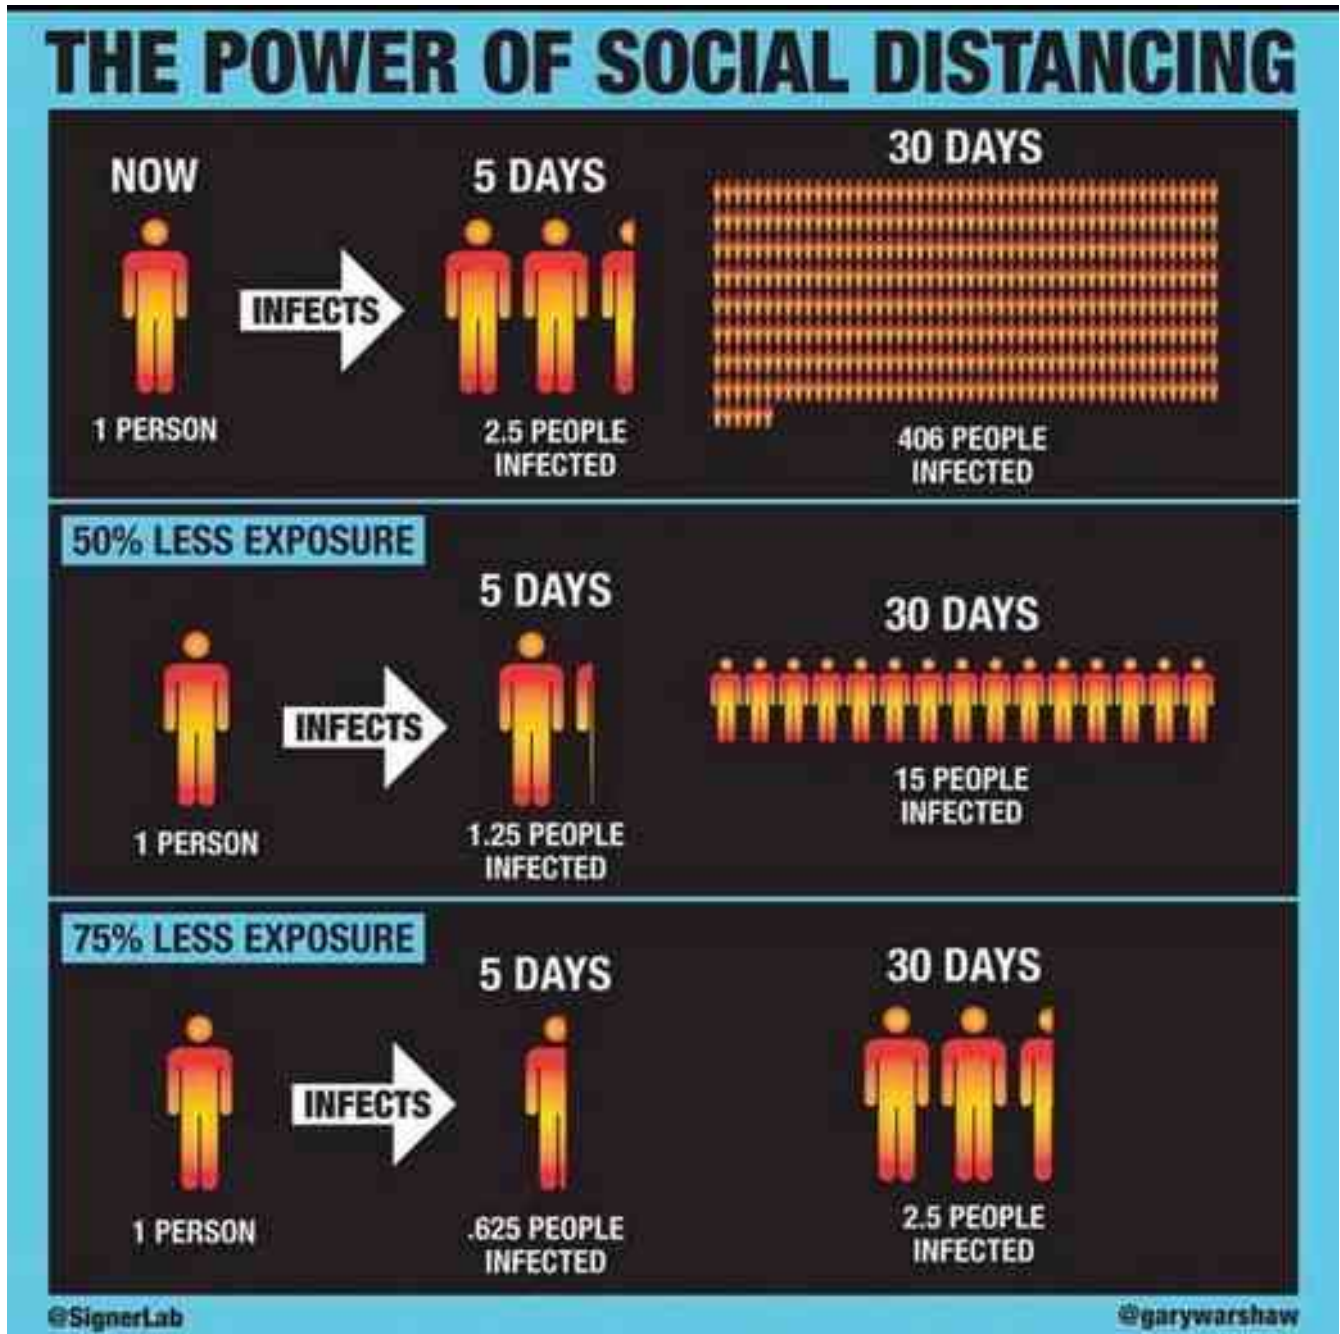 THE POWER OF SOCIAL DISTANCING
NOW
5 DAYS
30 DAYS
INFECTS
1 PERSON
2.5 PEOPLE
INFECTED
406 PEOPLE
INFECTED
50% LESS EXPOSURE
5 DAYS
30 DAYS
INFECTS
1 PERSON
1.25 PEOPLE
INFECTED
15 PEOPLE
INFECTED
75% LESS EXPOSURE
5 DAYS
30 DAYS
INFECTS
1 PERSON
.625 PEOPLE
INFECTED
2.5 PEOPLE
INFECTED
@SignerLab
@garywarshaw